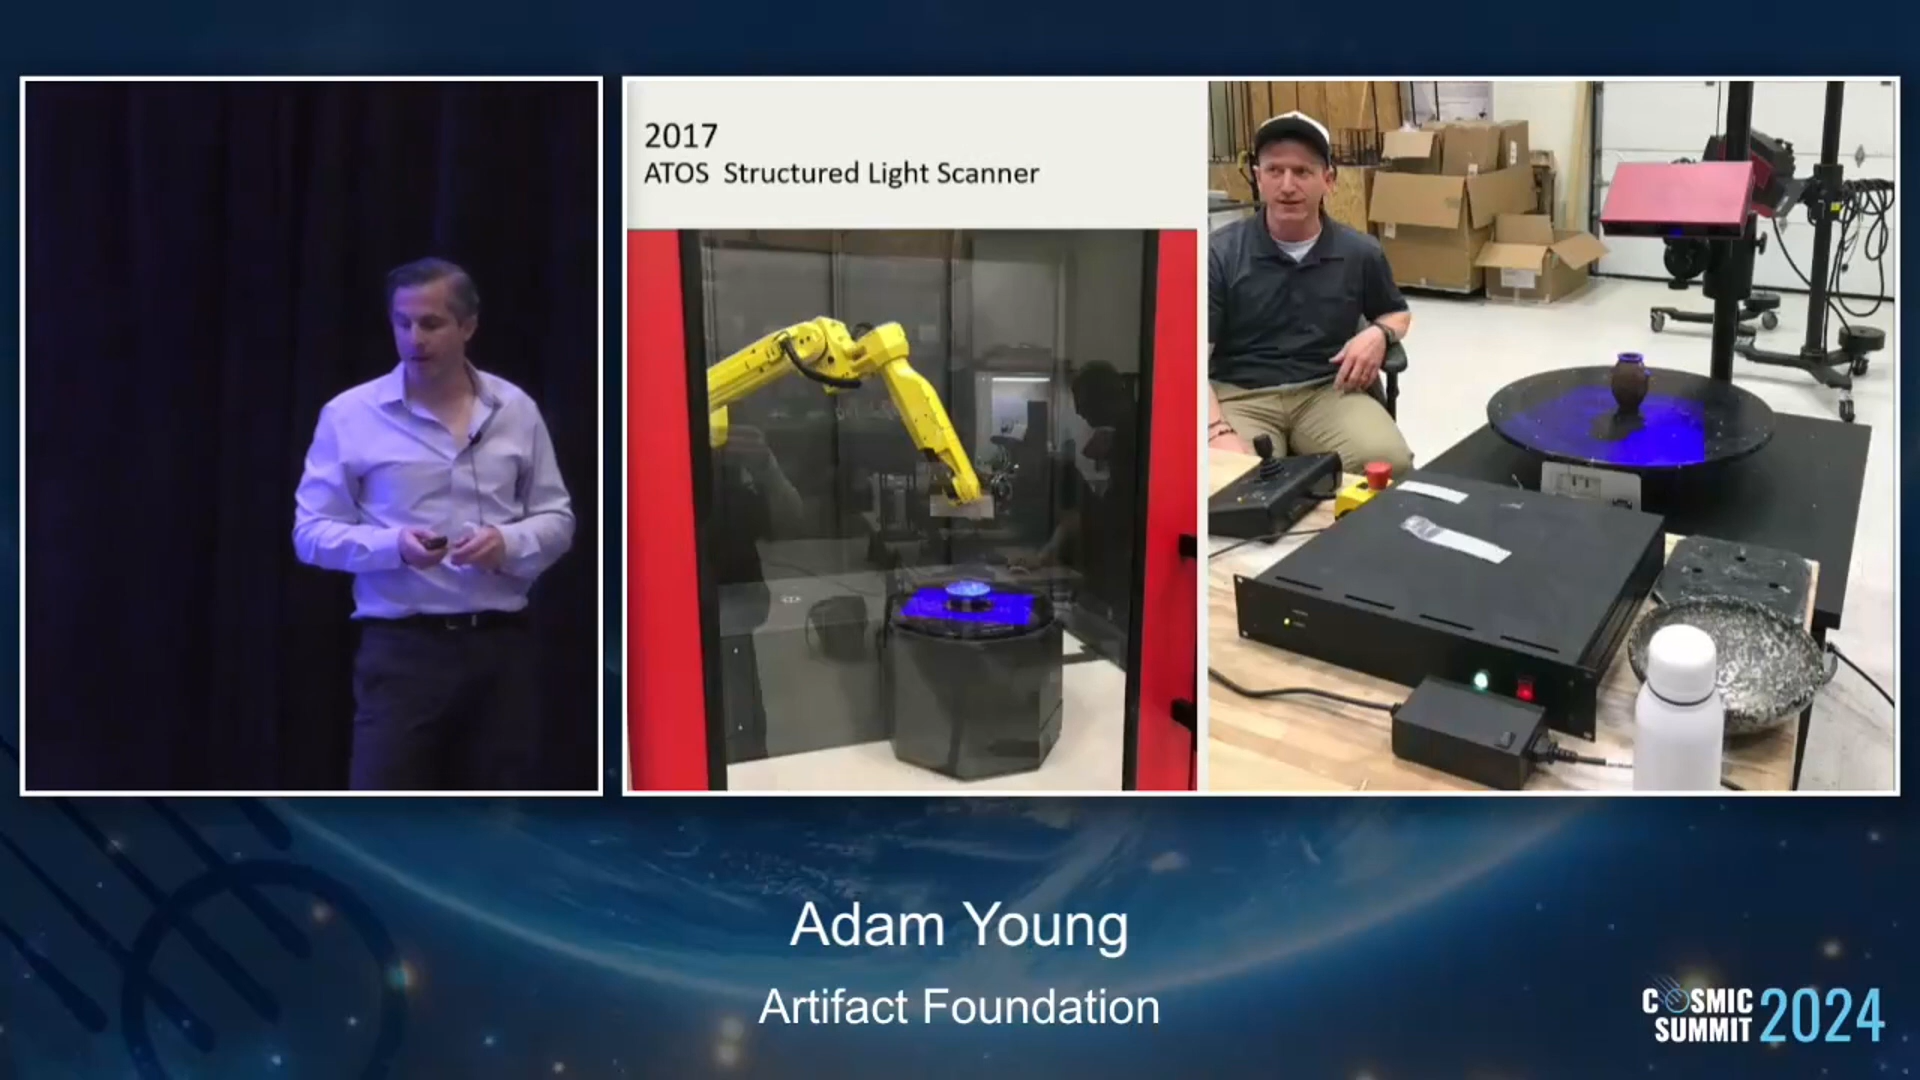 2017
ATOS Structured Light Scanner
Adam Young
Artifact Foundation
COSMIC
SUMMIT 2024